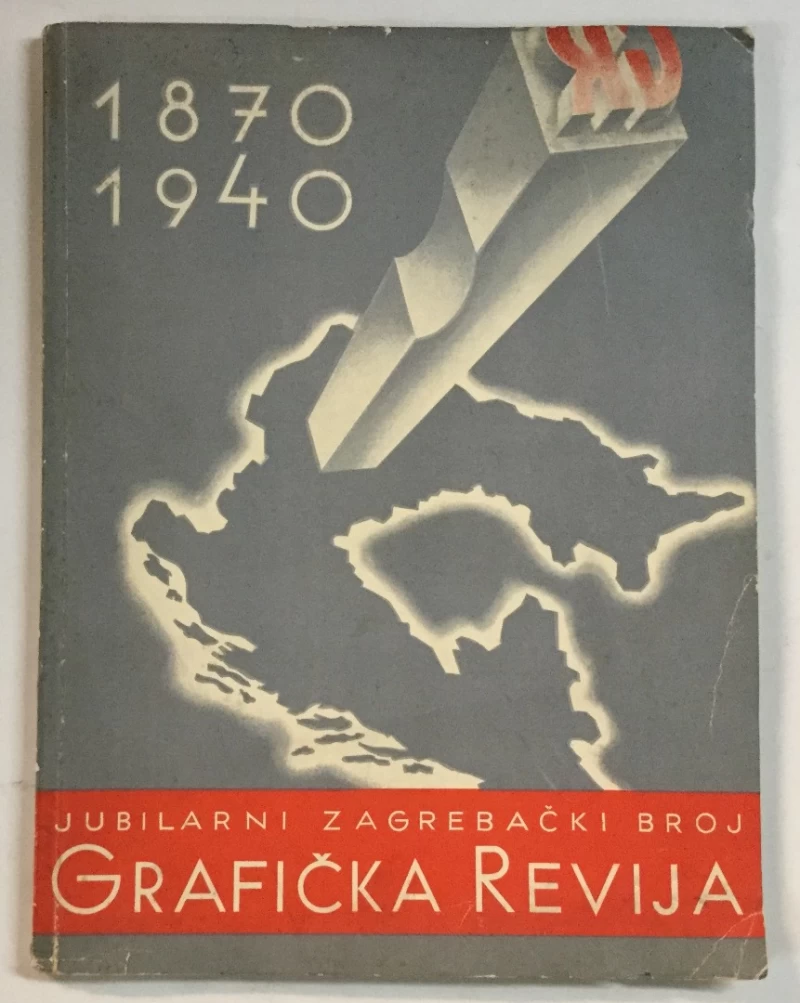 1870
1940
JUBILARNI ZAGREBAČKI BROJ
GRAFIČKA REVIJA